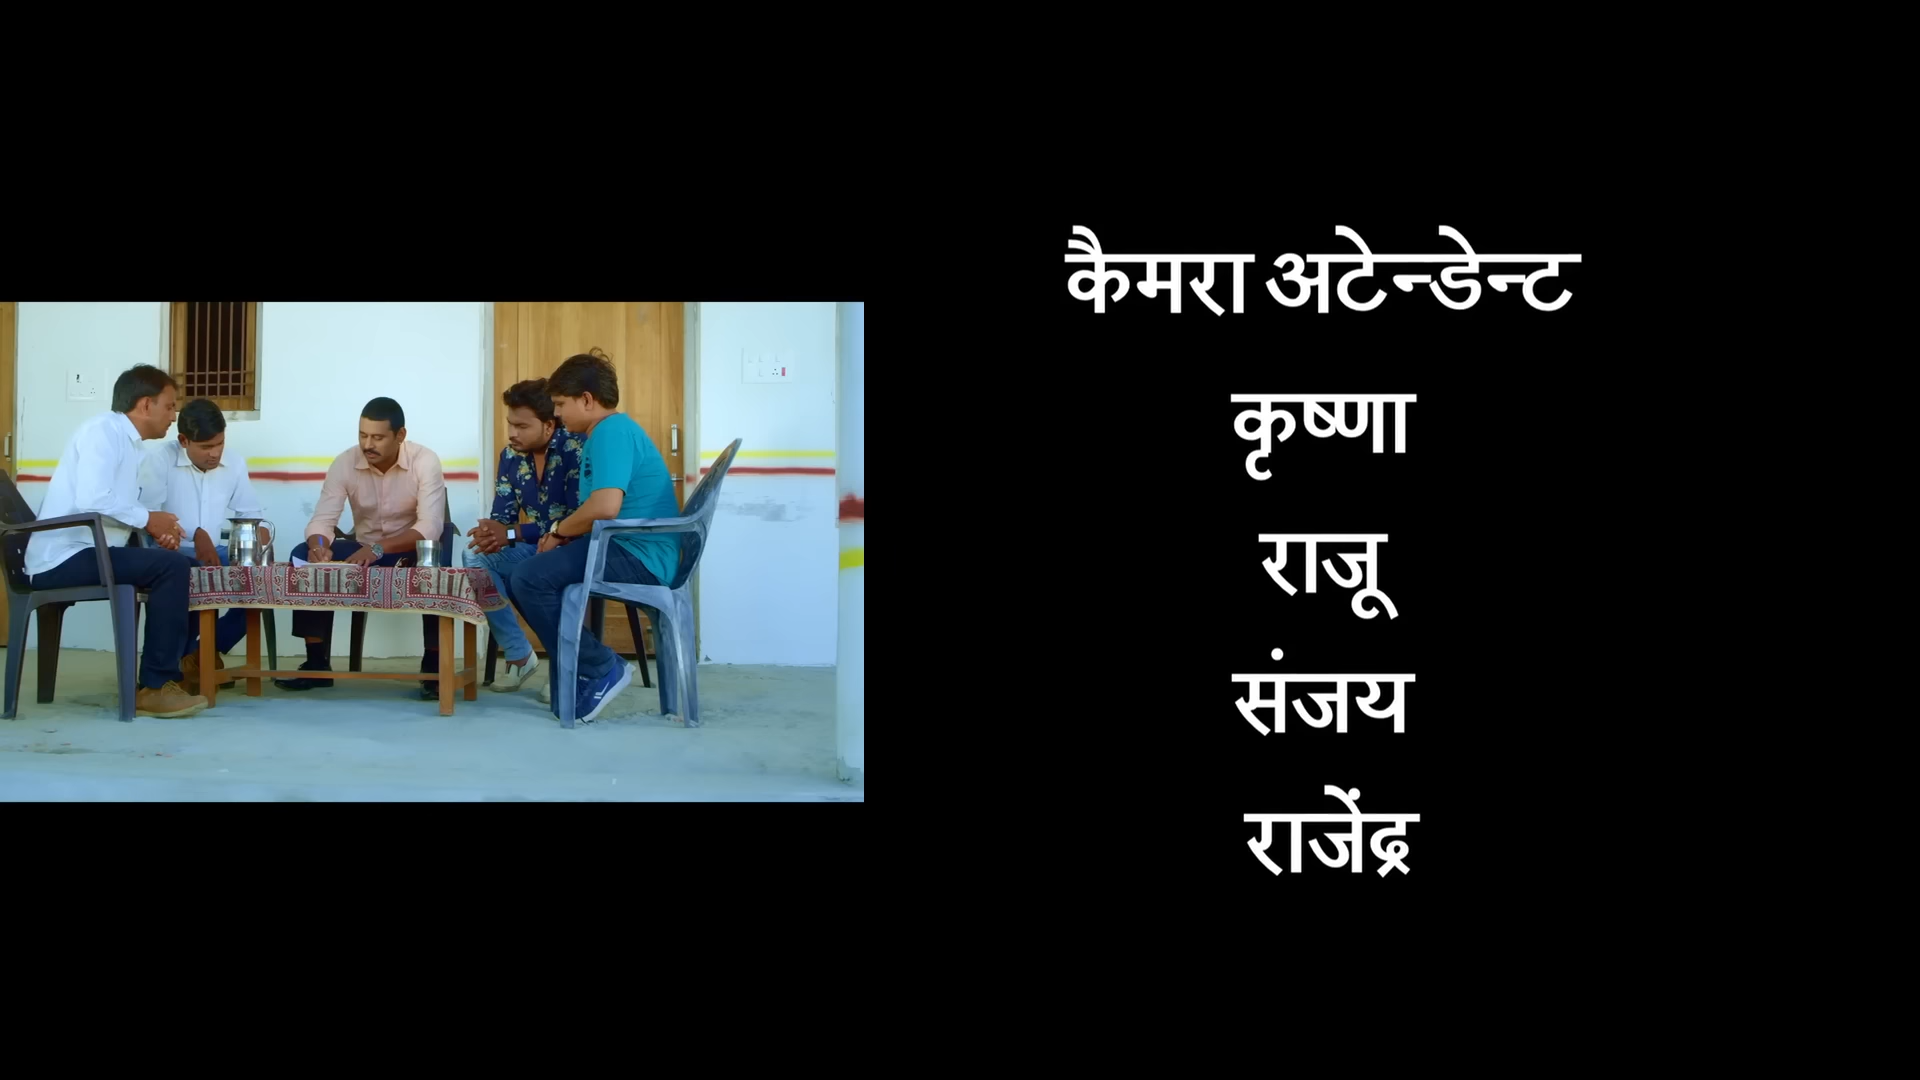 कैमरा अटेन्डेन्ट
कृष्णा
राजू
संजय
राजेंद्र